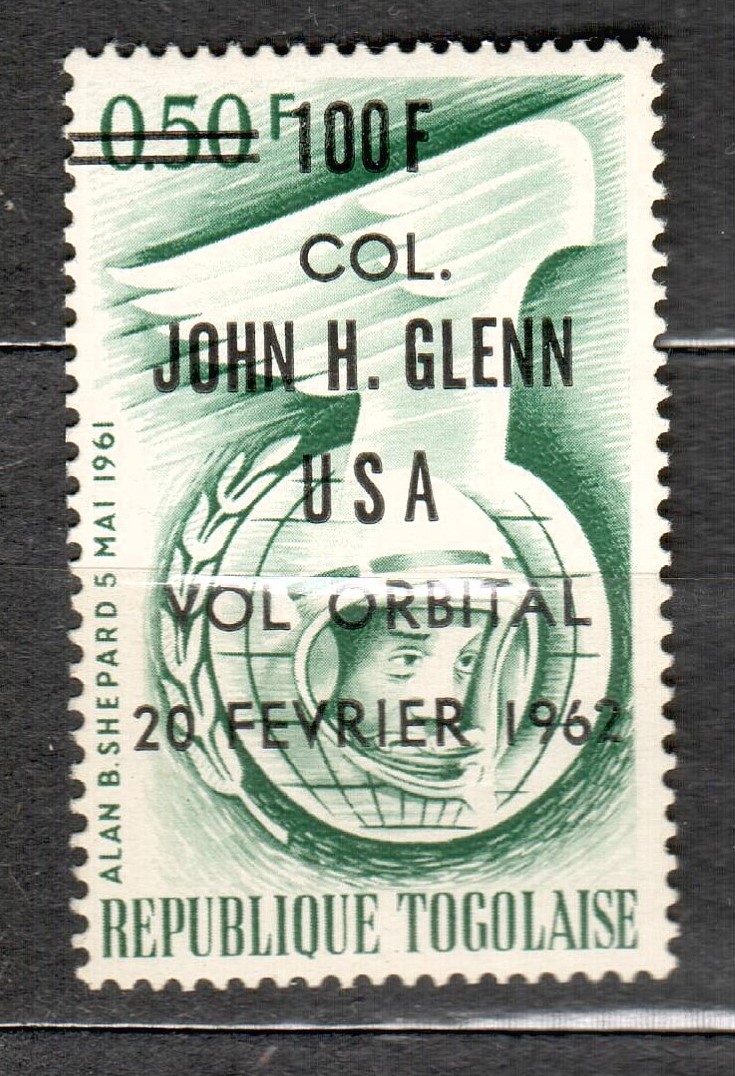 0.50 F 100F
COL.
JOHN H. GLENN
USA
VOL ORBITAL
20 FEVRIER 1962
ALAN B. SHEPARD 5 MAI 1961
REPUBLIQUE TOGOLAISE